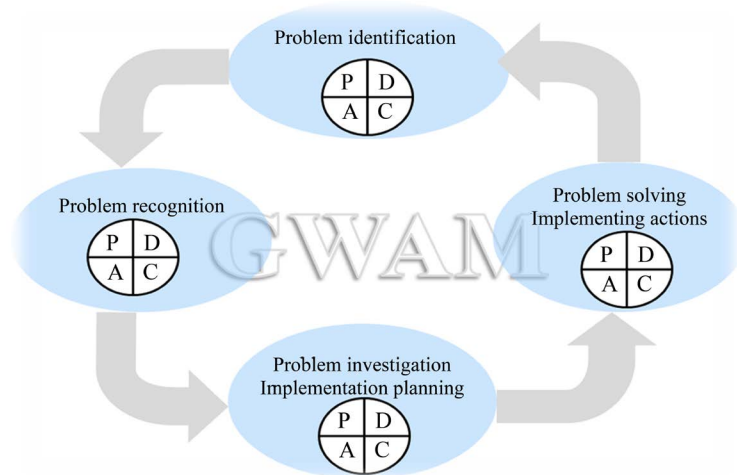 Problem identification
P D
A C
Problem recognition
P D
A C
GWAM
Problem solving
Implementing actions
P D
A C
Problem investigation
Implementation planning
P D
A C